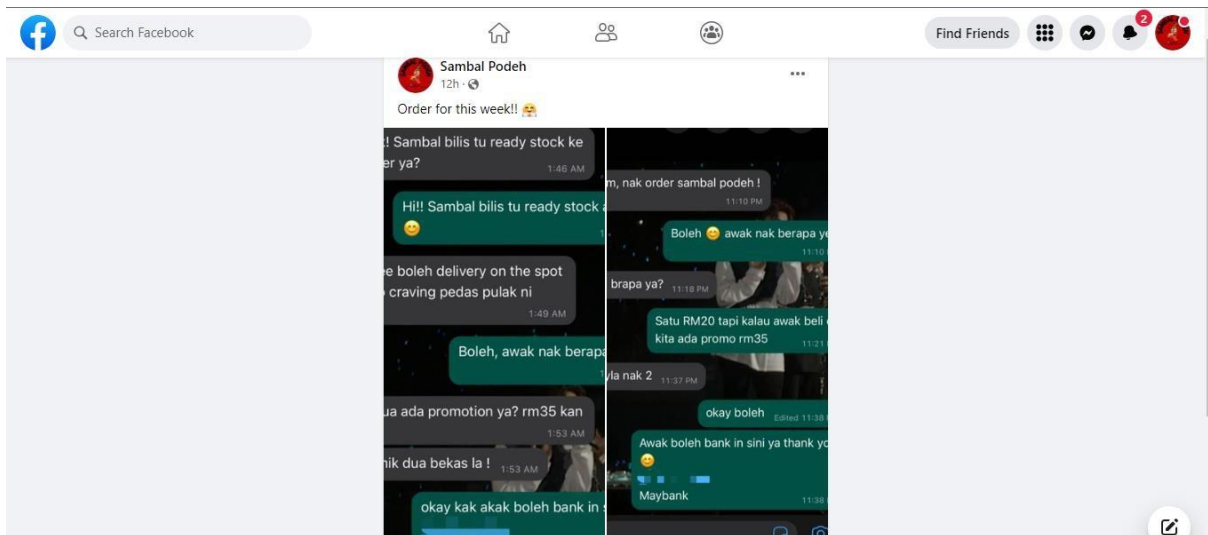 Search Facebook
Find Friends
2
Sambal Podeh
12h
Order for this week!!
! Sambal bilis tu ready stock ke
er ya?
1:46 AM
Hi!! Sambal bilis tu ready stock
boleh delivery on the spot
craving pedas pulak ni
1:49 AM
Boleh, awak nak berapa
ua ada promotion ya? rm35 kan
1:53 AM
nik dua bekas la !
1:53 AM
okay kak akak boleh bank in
m, nak order sambal podeh !
11:10 PM
Boleh awak nak berapa ye
11:10
brapa ya?
11:18 PM
Satu RM20 tapi kalau awak beli
kita ada promo rm35
11:21
yla nak 2
11:37 PM
okay boleh
Edited 11:38
Awak boleh bank in sini ya thank yo
Maybank
11:38